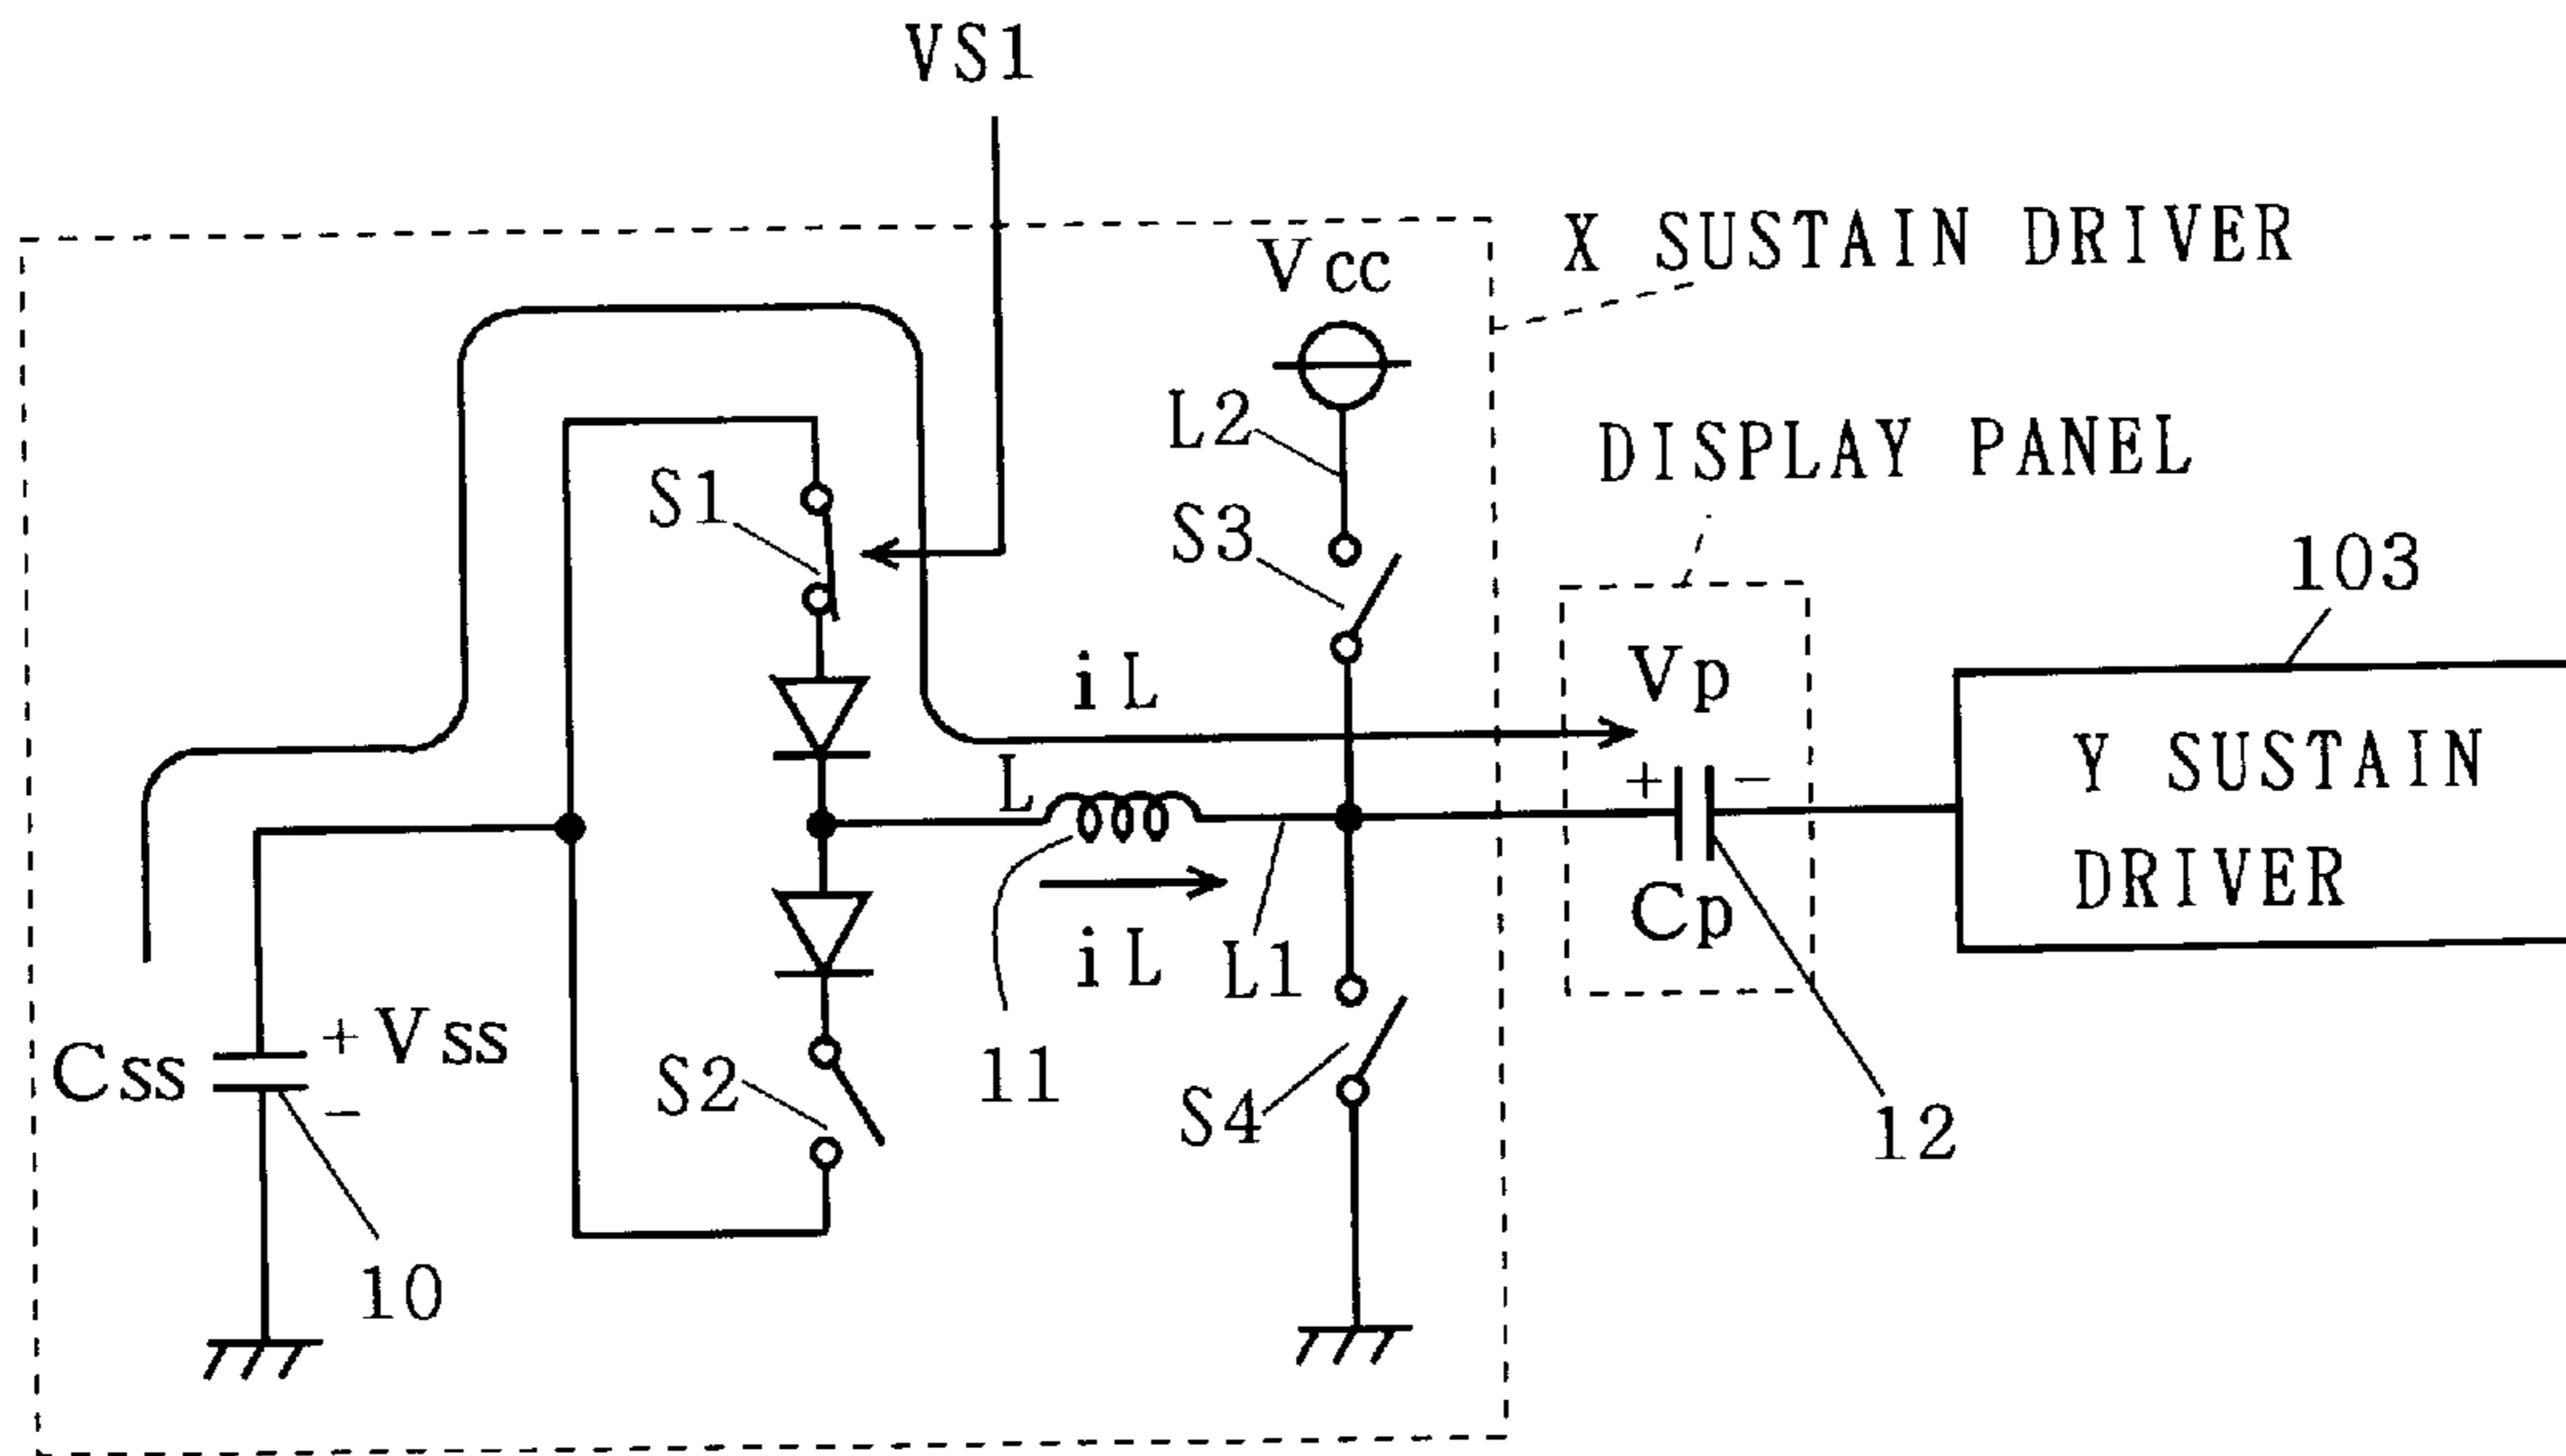 VS1
X SUSTAIN DRIVER
Vcc
L2
DISPLAY PANEL
S1
S3
103
iL
Vp
L
+ -
Y SUSTAIN
DRIVER
iL
L1
Cp
Css
+ Vss
-
S2
11
S4
12
10